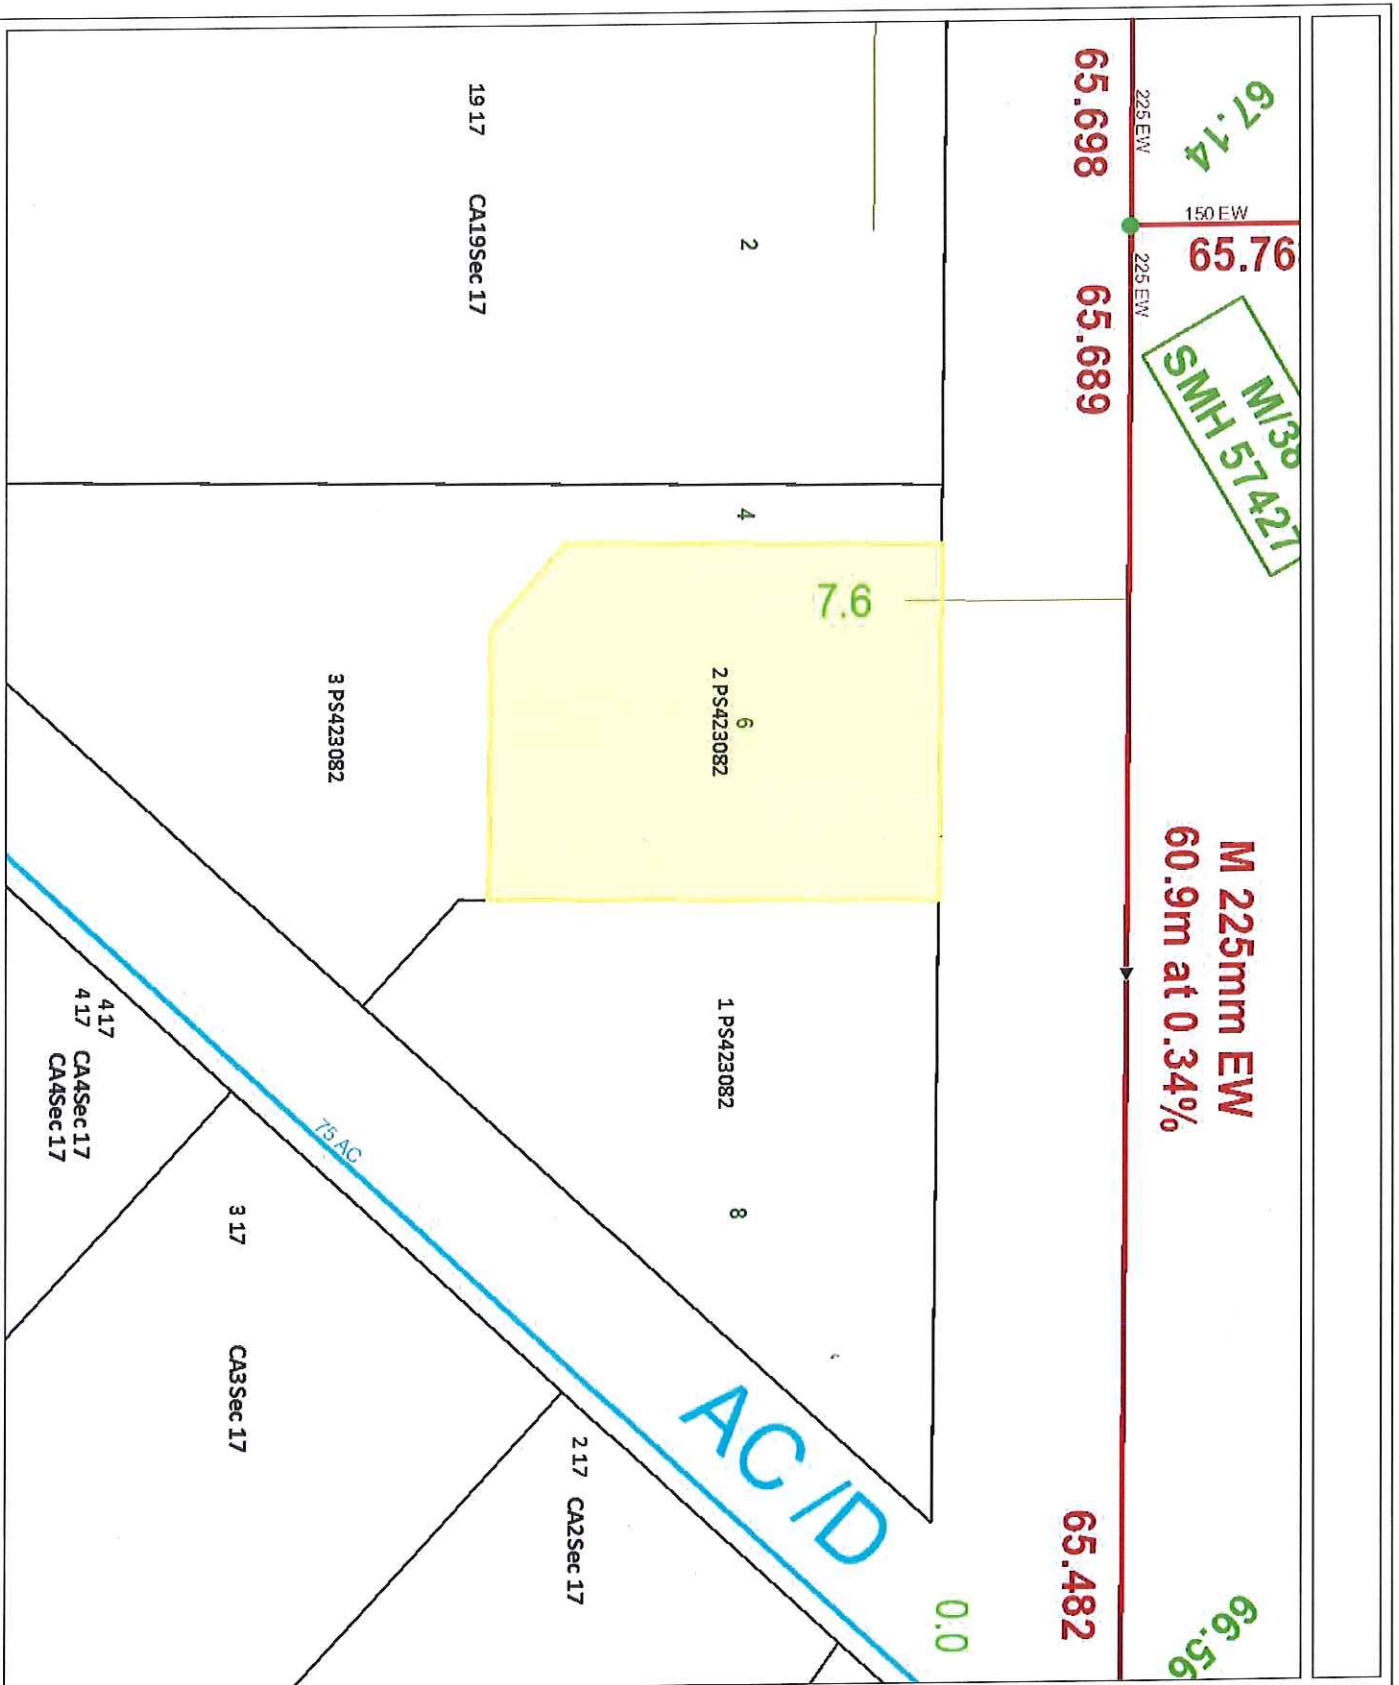 67.14
225 EW
65.698
150 EW
65.76
225 EW
65.689
M/38
SMH 57427
M 225mm EW
60.9m at 0.34%
65.482
66.56
0.0
19 17 CA19Sec 17
2
4
7.6
6
2 PS423082
3 PS423082
1 PS423082
8
AC /D
75 AC
4 17 CA4Sec 17
4 17 CA4Sec 17
3 17 CA3Sec 17
2 17 CA2Sec 17